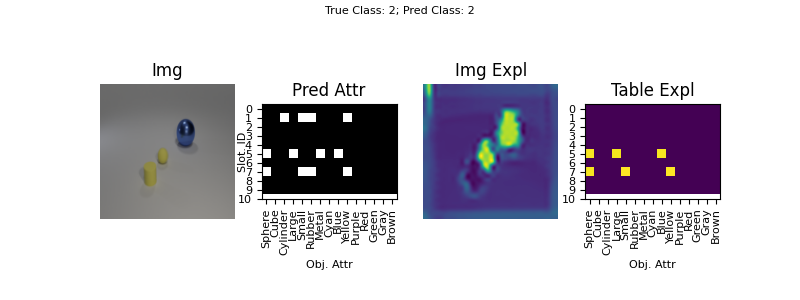 True Class: 2; Pred Class: 2
Img
Pred Attr
Img Expl
Table Expl
Slot. ID
0
1
2
3
4
5
6
7
8
9
10
0
1
2
3
4
5
6
7
8
9
10
Sphere
Cube
Cylinder
Large
Small
Rubber
Metal
Cyan
Blue
Yellow
Purple
Red
Green
Gray
Brown
Sphere
Cube
Cylinder
Large
Small
Rubber
Metal
Cyan
Blue
Yellow
Purple
Red
Green
Gray
Brown
Obj. Attr
Obj. Attr